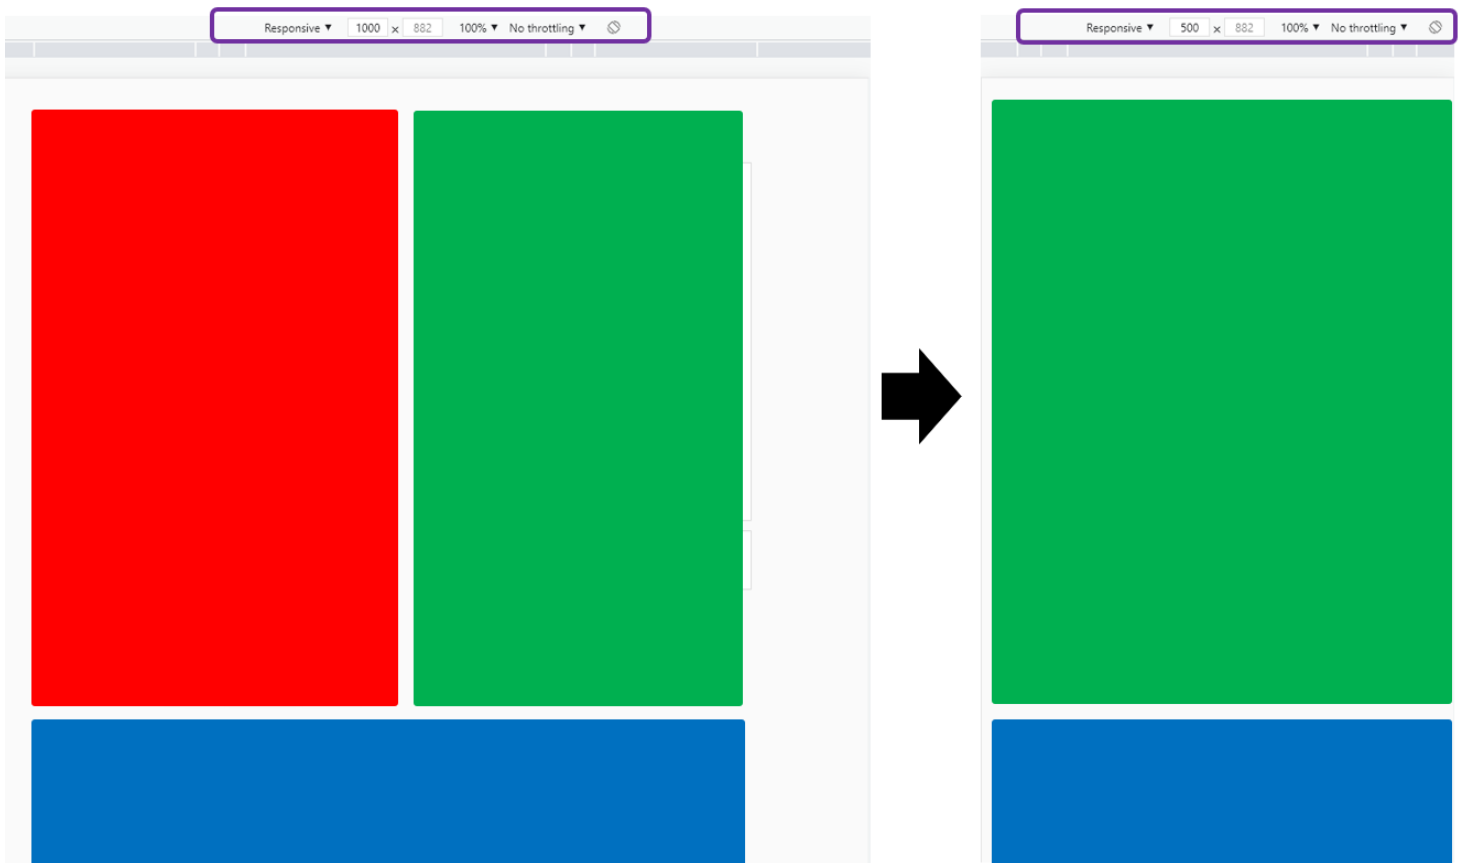 Responsive ▼ 1000 x 882 100% ▼ No throttling ▼
Responsive ▼ 500 x 882 100% ▼ No throttling ▼